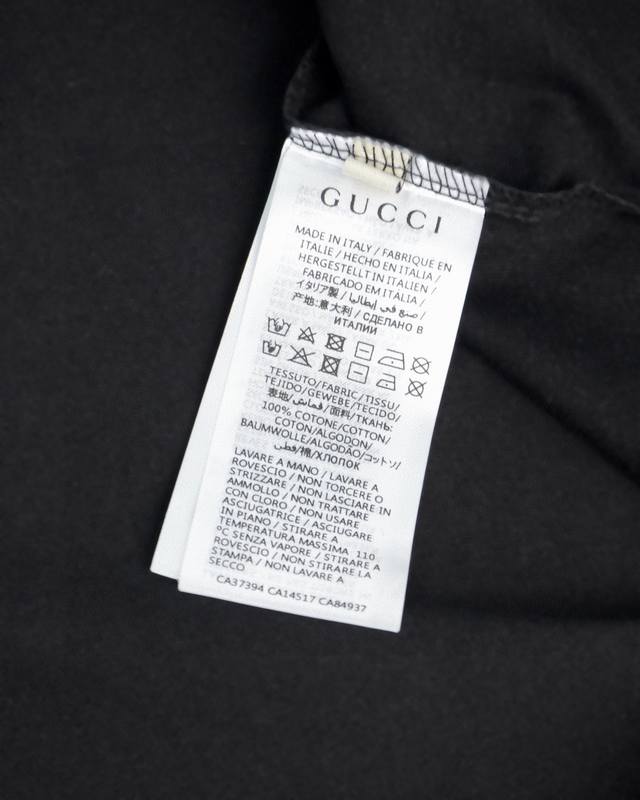 GUCCI
MADE IN ITALY / FABRIQUE EN
ITALIE / HECHO EN ITALIA /
HERGESTELLT IN ITALIEN /
FABRICADO EM ITALIA /
イタリア製 / صنع في إيطاليا /
产地:意大利 / СДЕЛАНО В
ИТАЛИИ
TESSUTO/FABRIC/TISSU/
TEJIDO/GEWEBE/TECIDO/
表地/قماش/面料/ТКАНЬ:
100% COTONE/COTTON/
COTON/ALGODON/
BAUMWOLLE/ALGODÃO/コットン/
قطن/棉/ХЛОПОК
LAVARE A MANO / LAVARE A
ROVESCIO / NON TORCERE O
STRIZZARE / NON LASCIARE IN
AMMOLLO / NON TRATTARE
CON CLORO / NON USARE
ASCIUGATRICE / ASCIUGARE
IN PIANO / STIRARE A
TEMPERATURA MASSIMA 110
°C SENZA VAPORE / STIRARE A
ROVESCIO / NON STIRARE LA
STAMPA / NON LAVARE A
SECCO
CA37394 CA14517 CA84937